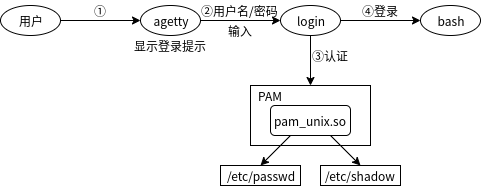 用户
①
agetty
显示登录提示
②用户名/密码
输入
login
④登录
bash
③认证
PAM
pam_unix.so
/etc/passwd
/etc/shadow